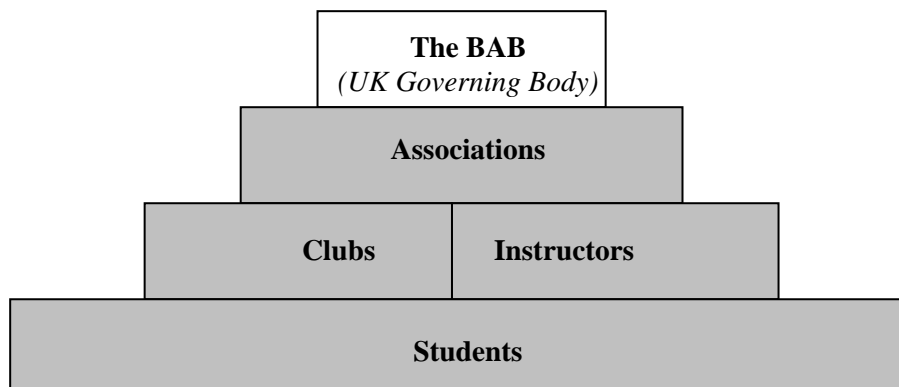 The BAB
(UK Governing Body)
Associations
Clubs Instructors
Students